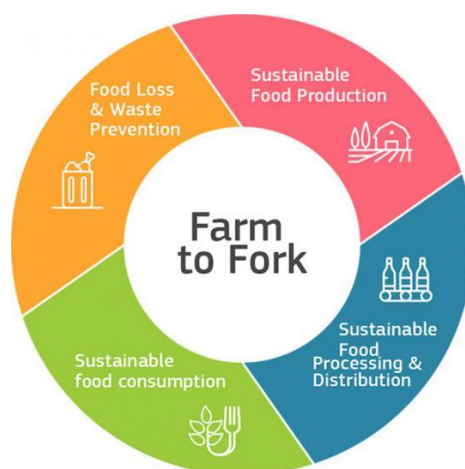 Food Loss
& Waste
Prevention
Sustainable
Food Production
Farm
to Fork
Sustainable
Food
Processing &
Distribution
Sustainable
food consumption